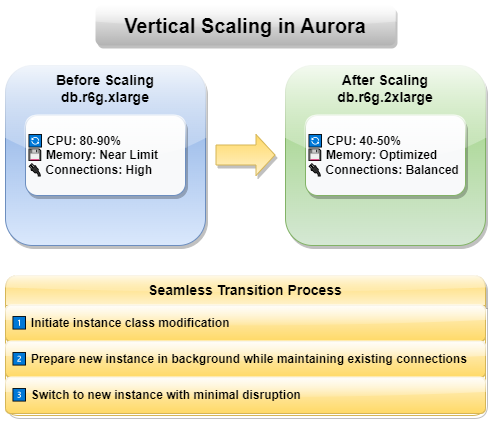 Vertical Scaling in Aurora
Before Scaling
db.r6g.xlarge
CPU: 80-90%
Memory: Near Limit
Connections: High
After Scaling
db.r6g.2xlarge
CPU: 40-50%
Memory: Optimized
Connections: Balanced
Seamless Transition Process
1 Initiate instance class modification
2 Prepare new instance in background while maintaining existing connections
3 Switch to new instance with minimal disruption